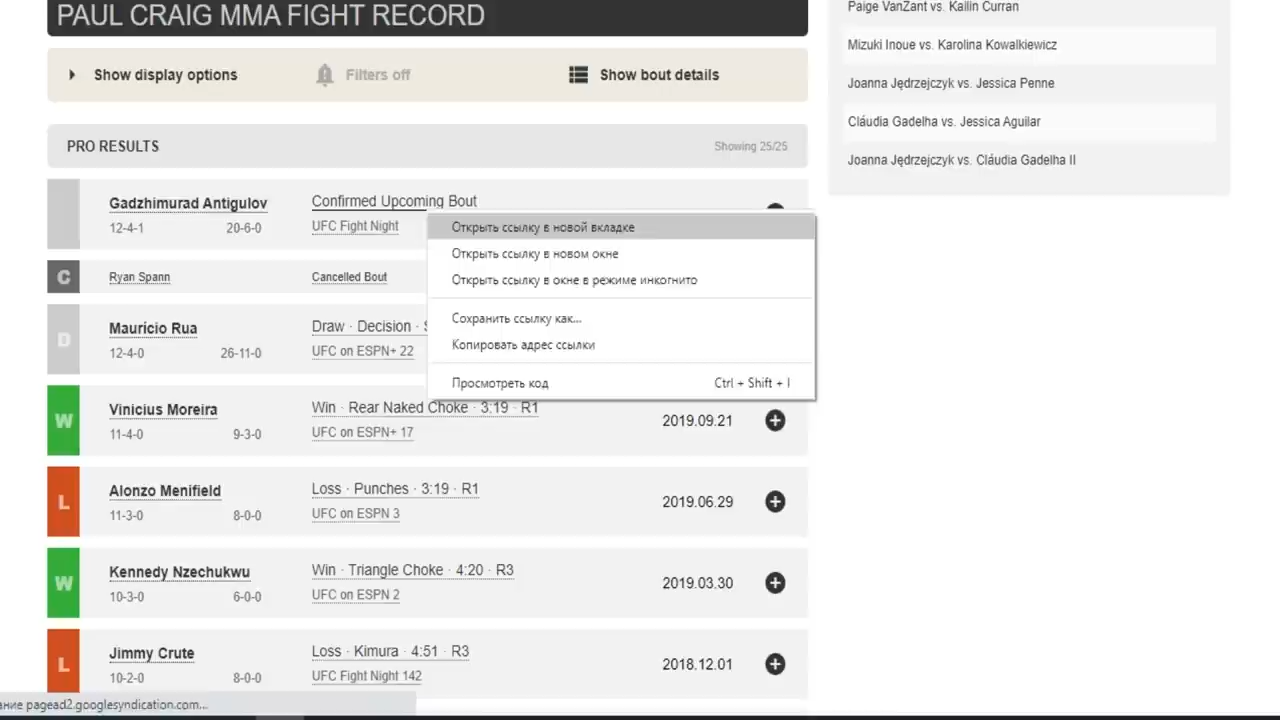 PAUL CRAIG MMA FIGHT RECORD
Show display options
Filters off
Show bout details
PRO RESULTS
Showing 25/25
Gadzhimurad Antigulov
Confirmed Upcoming Bout
12-4-1
20-6-0
UFC Fight Night
Ryan Spann
Cancelled Bout
C
Mauricio Rua
Draw · Decision ·
D
12-4-0
26-11-0
UFC on ESPN+ 22
Vinicius Moreira
Win · Rear Naked Choke · 3:19 · R1
W
11-4-0
9-3-0
UFC on ESPN+ 17
2019.09.21
Alonzo Menifield
Loss · Punches · 3:19 · R1
L
11-3-0
8-0-0
UFC on ESPN 3
2019.06.29
Kennedy Nzechukwu
Win · Triangle Choke · 4:20 · R3
W
10-3-0
6-0-0
UFC on ESPN 2
2019.03.30
Jimmy Crute
Loss · Kimura · 4:51 · R3
L
10-2-0
8-0-0
UFC Fight Night 142
2018.12.01
Открыть ссылку в новой вкладке
Открыть ссылку в новом окне
Открыть ссылку в окне в режиме инкогнито
Сохранить ссылку как...
Копировать адрес ссылки
Просмотреть код
Ctrl + Shift + I
Paige VanZant vs. Kailin Curran
Mizuki Inoue vs. Karolina Kowalkiewicz
Joanna Jędrzejczyk vs. Jessica Penne
Cláudia Gadelha vs. Jessica Aguilar
Joanna Jędrzejczyk vs. Cláudia Gadelha II
ание pagead2.googlesyndication.com...